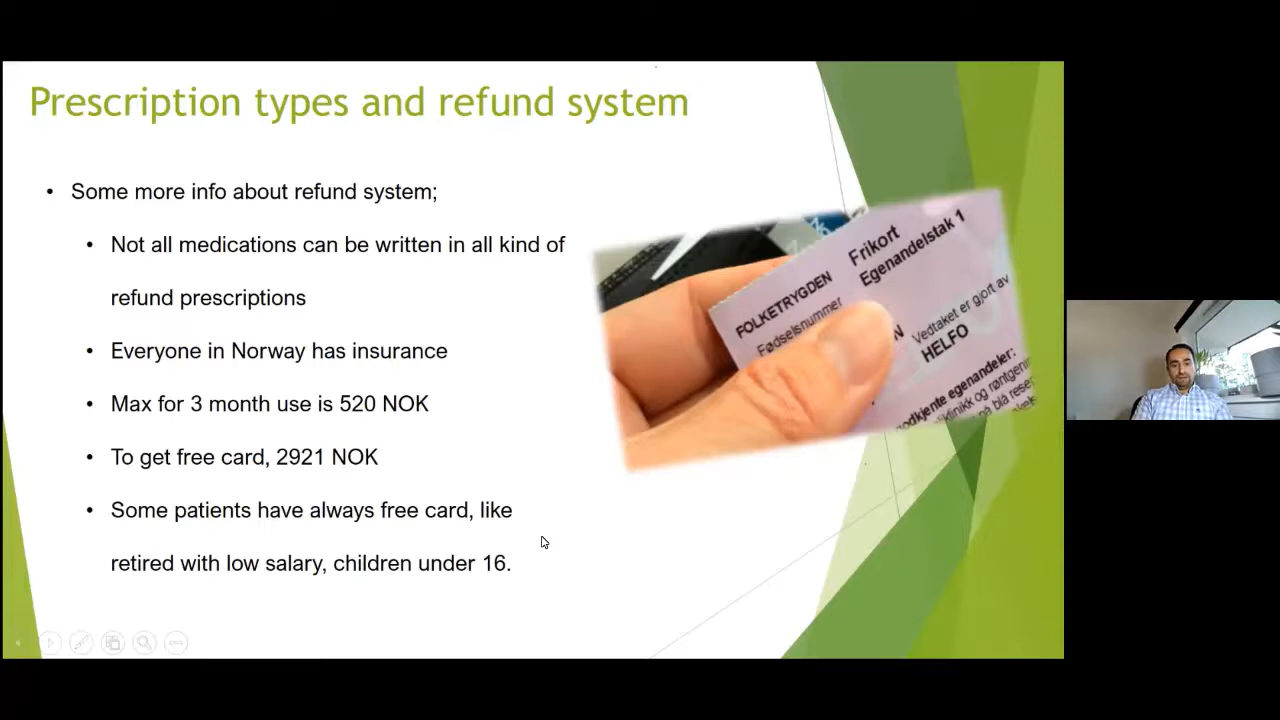 Prescription types and refund system
• Some more info about refund system;
• Not all medications can be written in all kind of
refund prescriptions
• Everyone in Norway has insurance
• Max for 3 month use is 520 NOK
• To get free card, 2921 NOK
• Some patients have always free card, like
retired with low salary, children under 16.
FOLKETRYGDEN
Fødselsnummer
Frikort
Egenandelstak 1
Vedtaket er gjort av
HELFO
egenandeler: